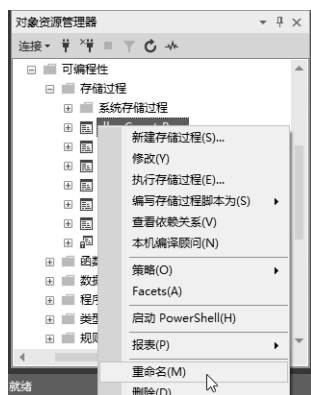 对象资源管理器
连接
可编程性
存储过程
系统存储过程
新建存储过程(S)...
修改(Y)
执行存储过程(E)...
编写存储过程脚本为(S)
查看依赖关系(V)
本机编译顾问(N)
策略(O)
Facets(A)
启动 PowerShell(H)
报表(P)
重命名(M)
删除(D)
程序
类型
规则
就绪